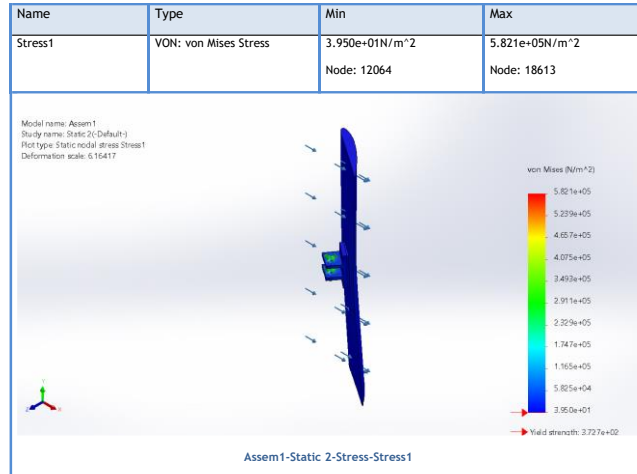 Name Type Min Max
Stress1 VON: von Mises Stress 3.950e+01N/m^2 5.821e+05N/m^2
Node: 12064 Node: 18613
Model name: Assem1
Study name: Static 2(-Default-)
Plot type: Static nodal stress Stress1
Deformation scale: 6.16417
von Mises (N/m^2)
5.821e+05
5.239e+05
4.657e+05
4.075e+05
3.493e+05
2.911e+05
2.329e+05
1.747e+05
1.165e+05
5.825e+04
3.950e+01
Yield strength: 3.727e+02
Y
Z X
Assem1-Static 2-Stress-Stress1